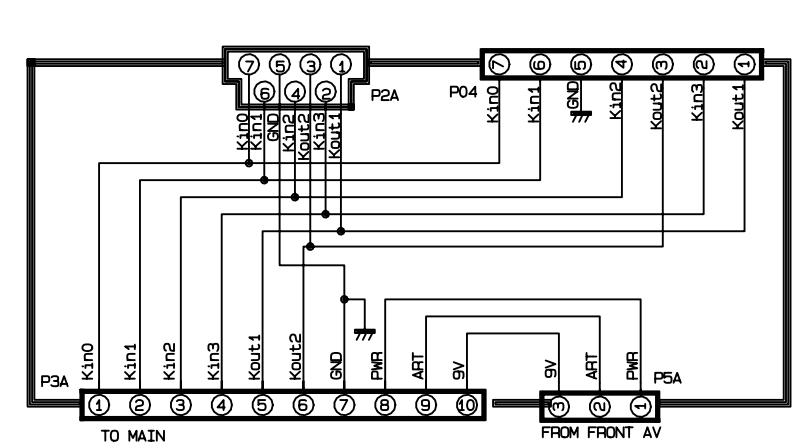 7 5 3 1
6 4 2
P2A
Kin0 Kin1 GND Kin2 Kout2 Kin3 Kout1
P04
7 6 5 4 3 2 1
Kin0 Kin1 GND Kin2 Kout2 Kin3 Kout1
P3A
Kin0 Kin1 Kin2 Kin3 Kout1 Kout2 GND PWR ART 9V
1 2 3 4 5 6 7 8 9 10
TO MAIN
9V ART PWR
P5A
3 2 1
FROM FRONT AV